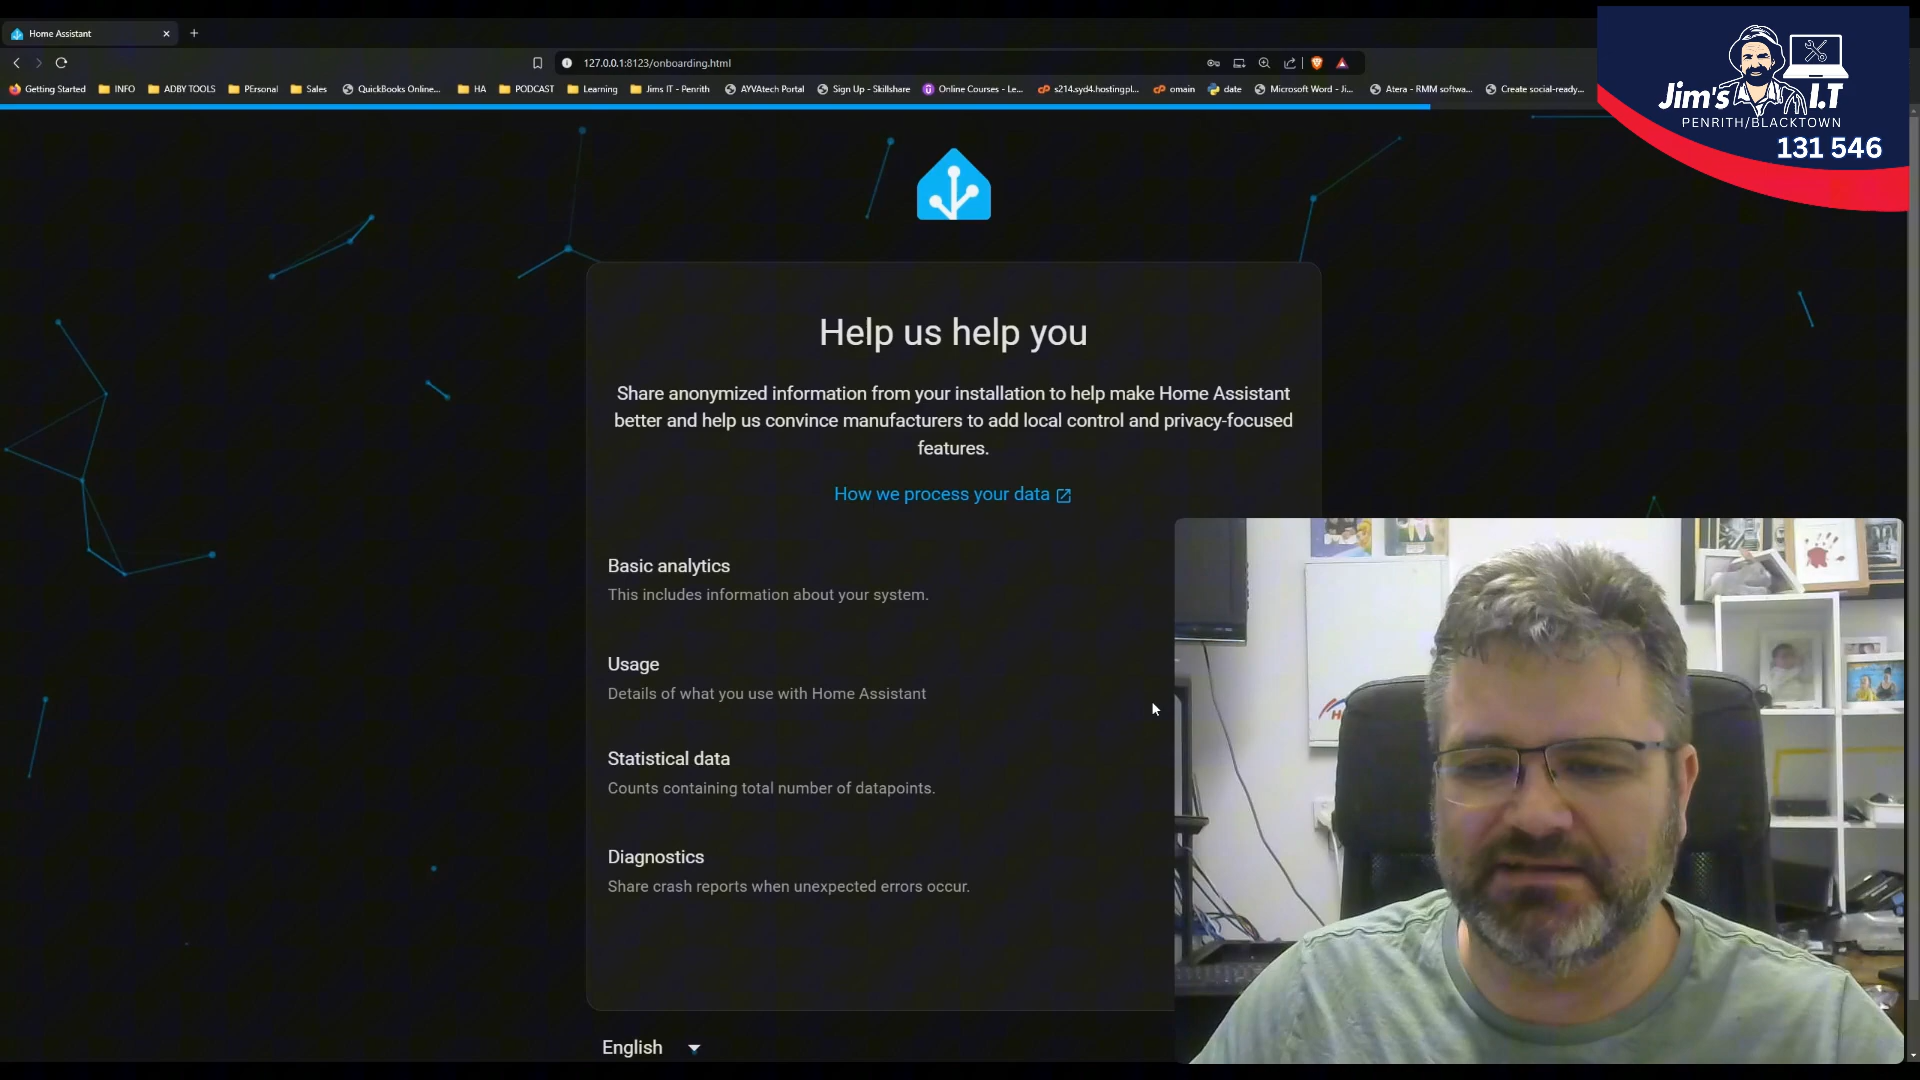 Home Assistant
127.0.0.1:8123/onboarding.html
Getting Started
INFO
ADBY TOOLS
PErsonal
Sales
QuickBooks Online...
HA
PODCAST
Learning
Jims IT - Penrith
AYVAtech Portal
Sign Up - Skillshare
Online Courses - Le...
s214.syd4.hostingpl...
omain
date
Microsoft Word - Ji...
Atera - RMM softwa...
Create social-ready...
Jim's I.T
PENRITH/BLACKTOWN
131 546
Help us help you
Share anonymized information from your installation to help make Home Assistant
better and help us convince manufacturers to add local control and privacy-focused
features.
How we process your data
Basic analytics
This includes information about your system.
Usage
Details of what you use with Home Assistant
Statistical data
Counts containing total number of datapoints.
Diagnostics
Share crash reports when unexpected errors occur.
English